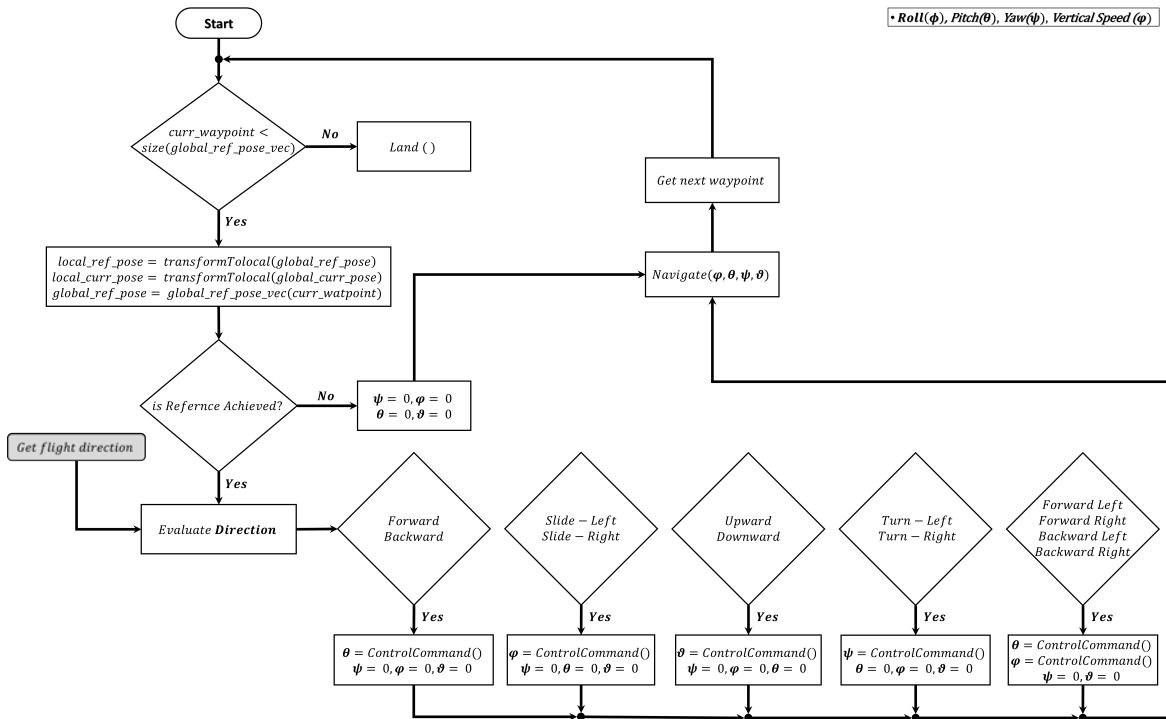 Start
• Roll(ϕ), Pitch(θ), Yaw(ψ), Vertical Speed (φ)
curr_waypoint <
size(global_ref_pose_vec)
No
Land ( )
Get next waypoint
Yes
local_ref_pose = transformTolocal(global_ref_pose)
local_curr_pose = transformTolocal(global_curr_pose)
global_ref_pose = global_ref_pose_vec(curr_watpoint)
Navigate(φ, θ, ψ, ϑ)
is Refernce Achieved?
No
ψ = 0, φ = 0
θ = 0, ϑ = 0
Get flight direction
Yes
Evaluate Direction
Forward
Backward
Slide − Left
Slide − Right
Upward
Downward
Turn − Left
Turn − Right
Forward Left
Forward Right
Backward Left
Backward Right
Yes
Yes
Yes
Yes
Yes
θ = ControlCommand()
ψ = 0, φ = 0, ϑ = 0
φ = ControlCommand()
ψ = 0, θ = 0, ϑ = 0
ϑ = ControlCommand()
ψ = 0, φ = 0, θ = 0
ψ = ControlCommand()
θ = 0, φ = 0, ϑ = 0
θ = ControlCommand()
φ = ControlCommand()
ψ = 0, ϑ = 0